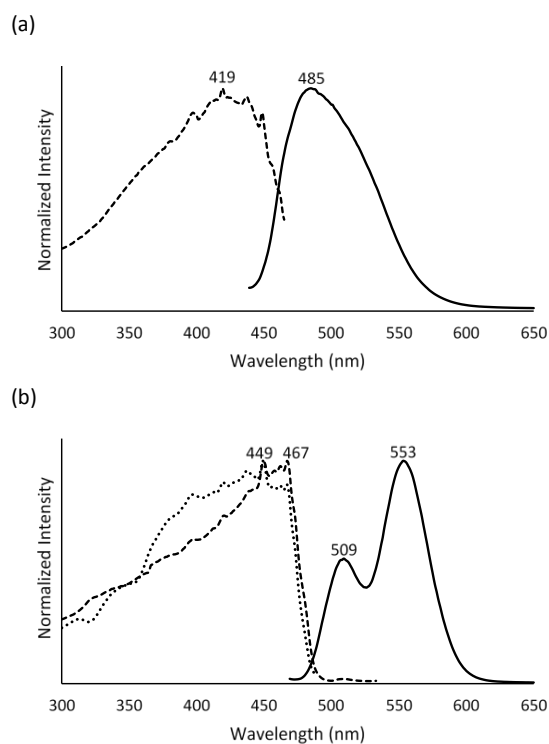 (a)
419 485
Normalized Intensity
300 350 400 450 500 550 600 650
Wavelength (nm)
(b)
449 467 553
509
Normalized Intensity
300 350 400 450 500 550 600 650
Wavelength (nm)